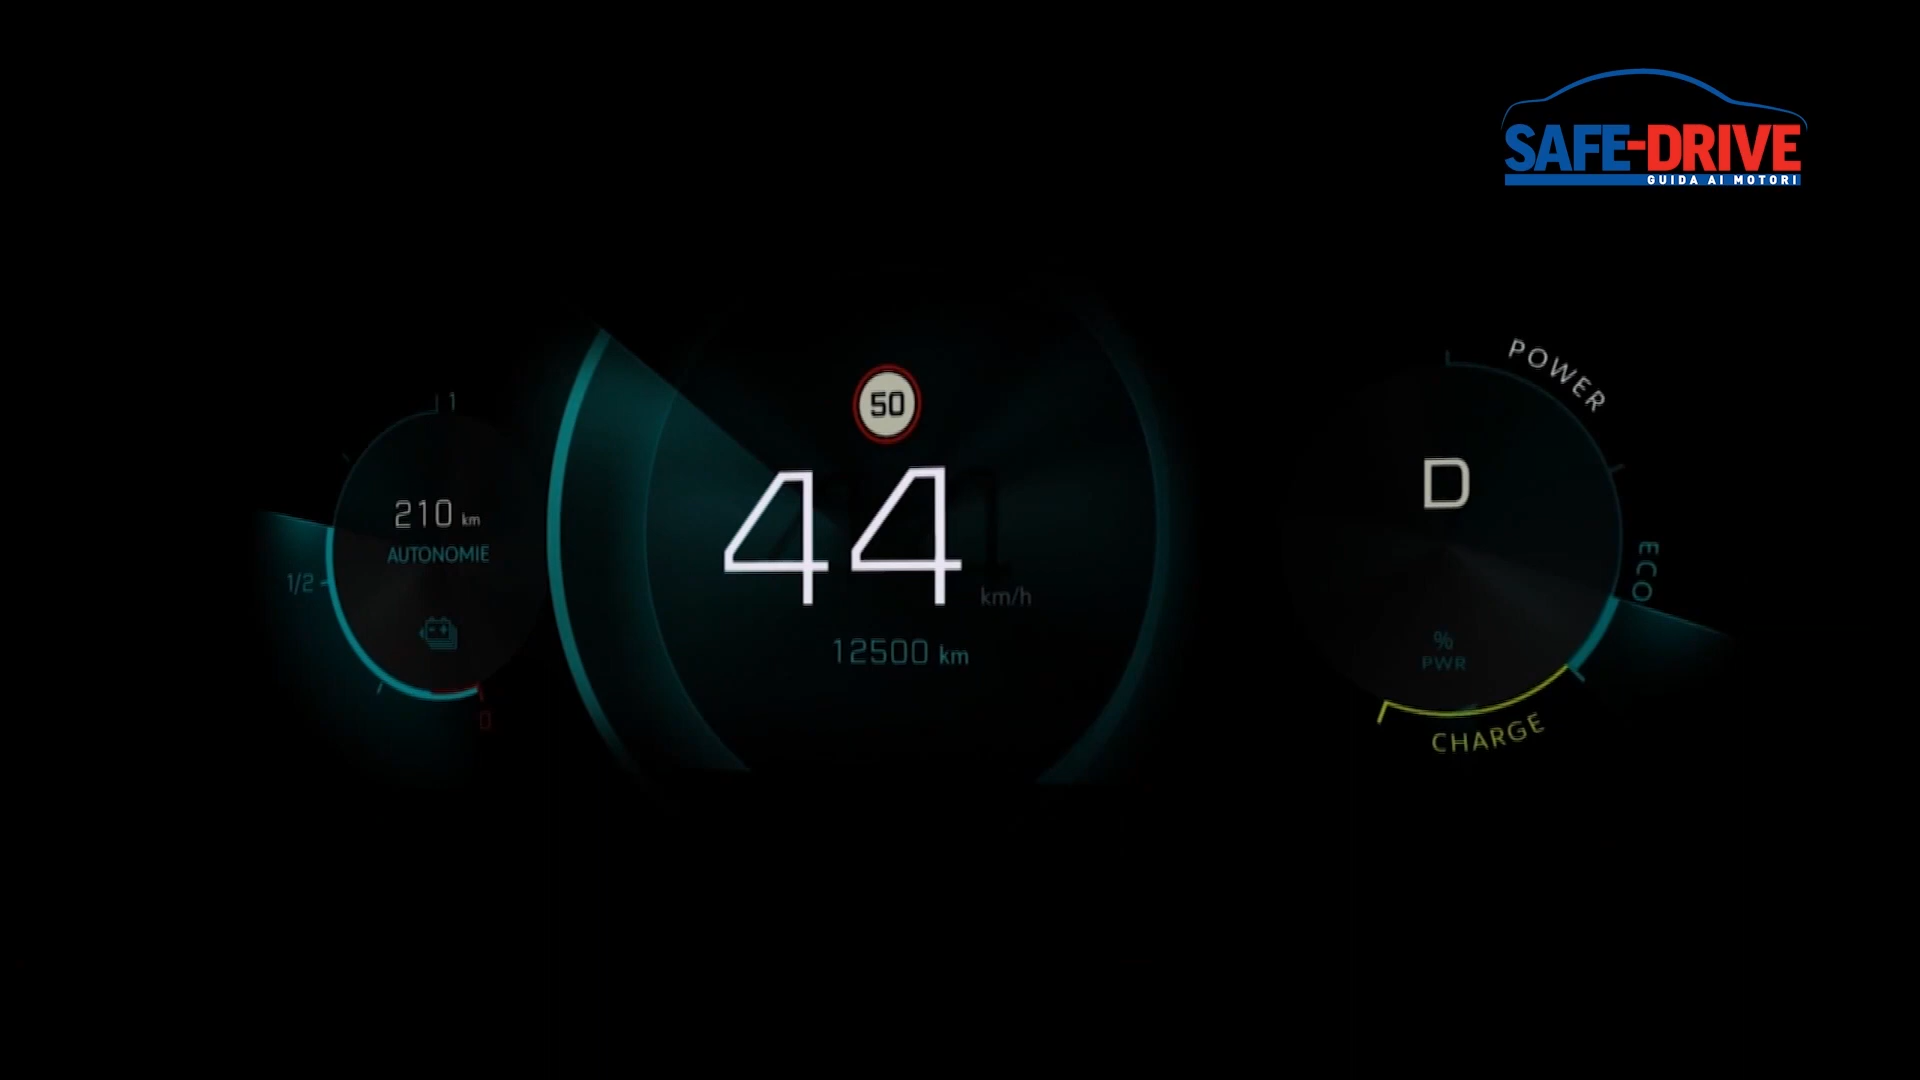 SAFE-DRIVE
GUIDA AI MOTORI
1
210 km
AUTONOMIE
1/2
0
50
44
km/h
12500 km
POWER
D
ECO
%
PWR
CHARGE